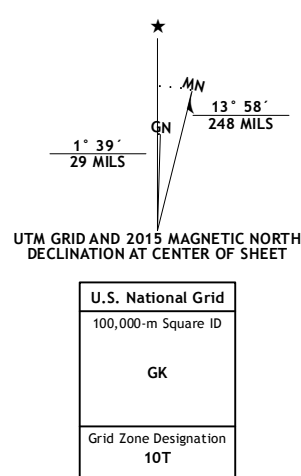 ★
MN
GN
13° 58´
248 MILS
1° 39´
29 MILS
UTM GRID AND 2015 MAGNETIC NORTH
DECLINATION AT CENTER OF SHEET
U.S. National Grid
100,000-m Square ID
GK
Grid Zone Designation
10T